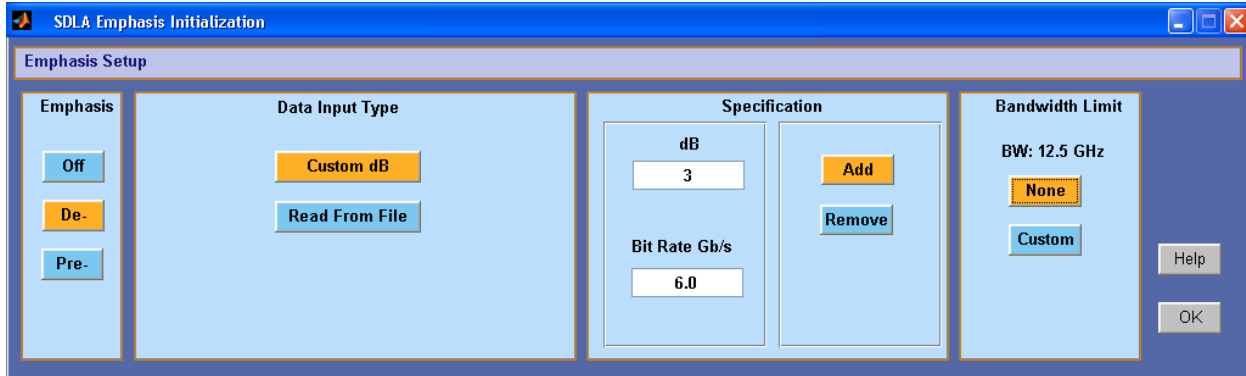 SDLA Emphasis Initialization
Emphasis Setup
Emphasis
Off
De-
Pre-
Data Input Type
Custom dB
Read From File
Specification
dB
3
Bit Rate Gb/s
6.0
Add
Remove
Bandwidth Limit
BW: 12.5 GHz
None
Custom
Help
OK